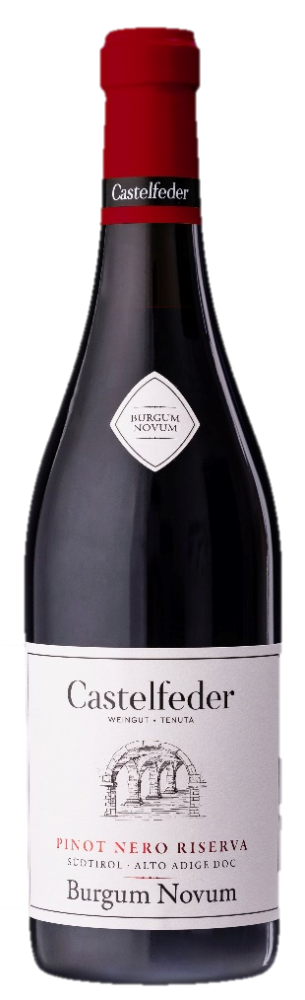 Castelfeder
BURGUM
NOVUM
Castelfeder
WEINGUT • TENUTA
PINOT NERO RISERVA
SÜDTIROL · ALTO ADIGE DOC
Burgum Novum